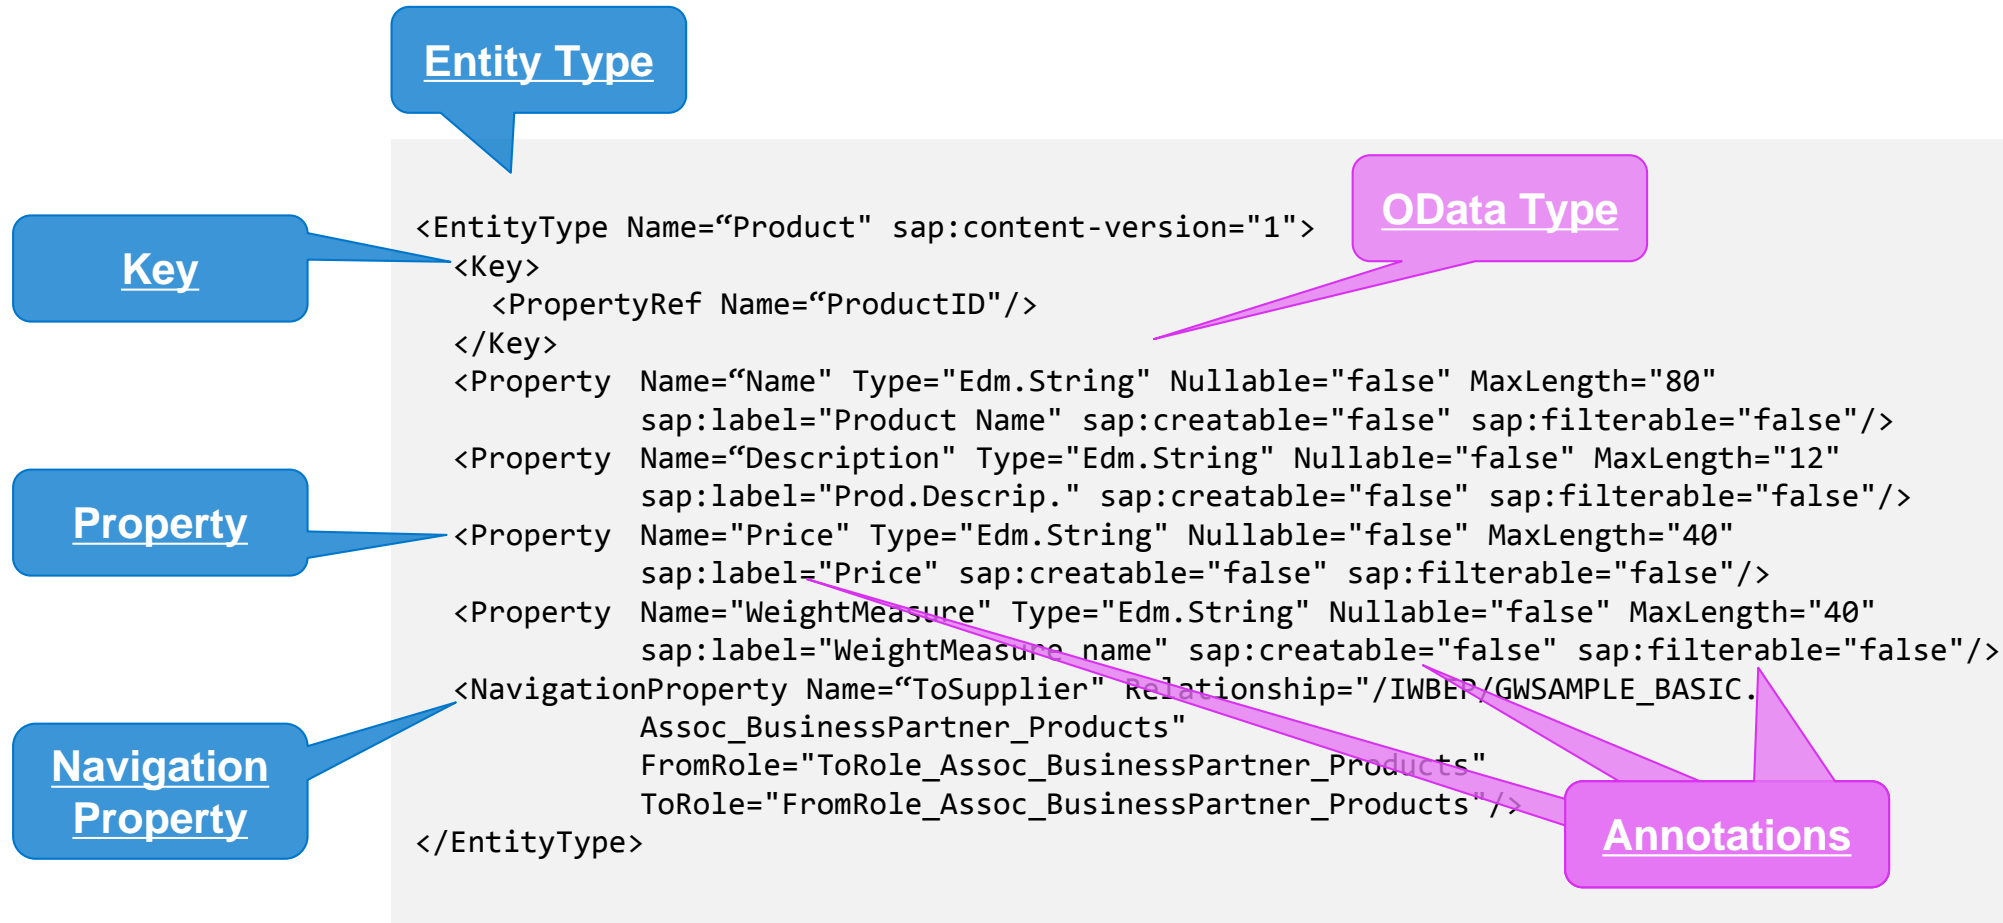 Entity Type
OData Type
Key
Property
Navigation
Property
Annotations
<EntityType Name=“Product" sap:content-version="1">
<Key>
<PropertyRef Name=“ProductID"/>
</Key>
<Property Name=“Name" Type="Edm.String" Nullable="false" MaxLength="80"
sap:label="Product Name" sap:creatable="false" sap:filterable="false"/>
<Property Name=“Description" Type="Edm.String" Nullable="false" MaxLength="12"
sap:label="Prod.Descrip." sap:creatable="false" sap:filterable="false"/>
<Property Name="Price" Type="Edm.String" Nullable="false" MaxLength="40"
sap:label="Price" sap:creatable="false" sap:filterable="false"/>
<Property Name="WeightMeasure" Type="Edm.String" Nullable="false" MaxLength="40"
sap:label="WeightMeasure name" sap:creatable="false" sap:filterable="false"/>
<NavigationProperty Name=“ToSupplier" Relationship="/IWBEP/GWSAMPLE_BASIC.
Assoc_BusinessPartner_Products"
FromRole="ToRole_Assoc_BusinessPartner_Products"
ToRole="FromRole_Assoc_BusinessPartner_Products"/>
</EntityType>